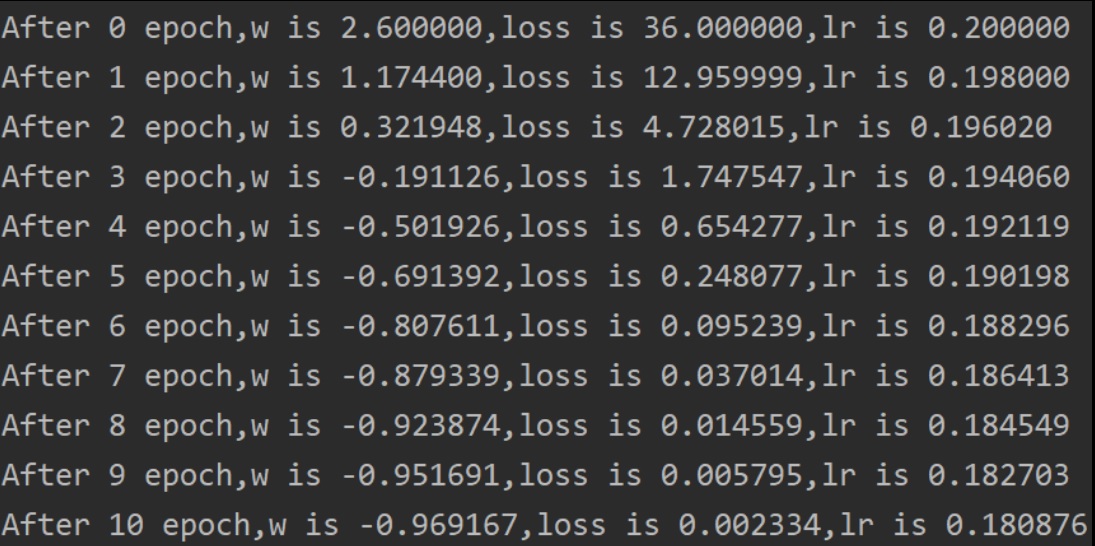 After 0 epoch,w is 2.600000,loss is 36.000000,lr is 0.200000
After 1 epoch,w is 1.174400,loss is 12.959999,lr is 0.198000
After 2 epoch,w is 0.321948,loss is 4.728015,lr is 0.196020
After 3 epoch,w is -0.191126,loss is 1.747547,lr is 0.194060
After 4 epoch,w is -0.501926,loss is 0.654277,lr is 0.192119
After 5 epoch,w is -0.691392,loss is 0.248077,lr is 0.190198
After 6 epoch,w is -0.807611,loss is 0.095239,lr is 0.188296
After 7 epoch,w is -0.879339,loss is 0.037014,lr is 0.186413
After 8 epoch,w is -0.923874,loss is 0.014559,lr is 0.184549
After 9 epoch,w is -0.951691,loss is 0.005795,lr is 0.182703
After 10 epoch,w is -0.969167,loss is 0.002334,lr is 0.180876